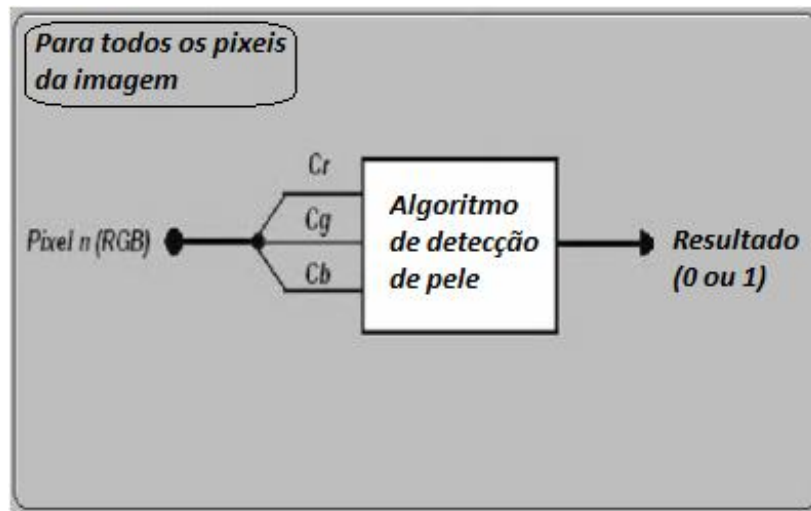 Para todos os pixeis
da imagem
Cr
Cg
Cb
Pixel n (RGB)
Algoritmo
de detecção
de pele
Resultado
(0 ou 1)